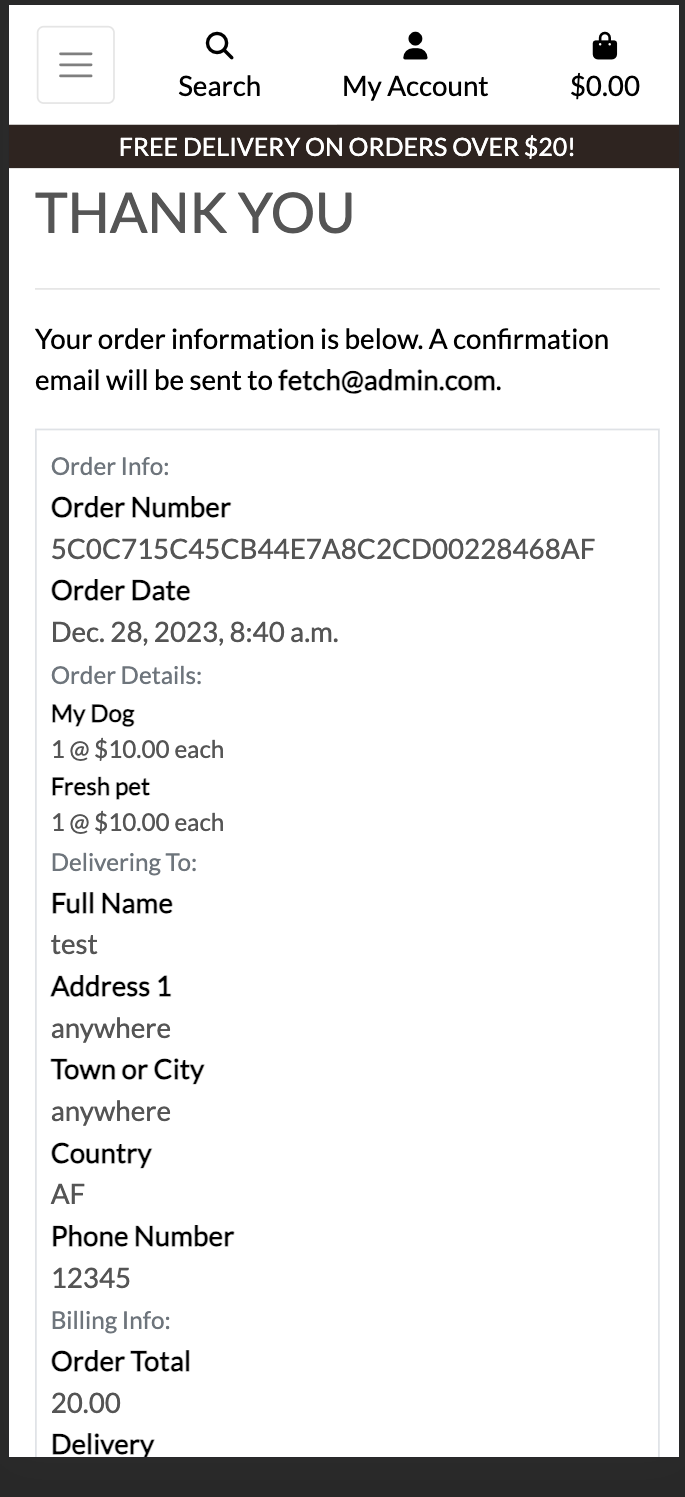 Search
My Account
$0.00
FREE DELIVERY ON ORDERS OVER $20!
THANK YOU
Your order information is below. A confirmation
email will be sent to fetch@admin.com.
Order Info:
Order Number
5C0C715C45CB44E7A8C2CD00228468AF
Order Date
Dec. 28, 2023, 8:40 a.m.
Order Details:
My Dog
1 @ $10.00 each
Fresh pet
1 @ $10.00 each
Delivering To:
Full Name
test
Address 1
anywhere
Town or City
anywhere
Country
AF
Phone Number
12345
Billing Info:
Order Total
20.00
Delivery